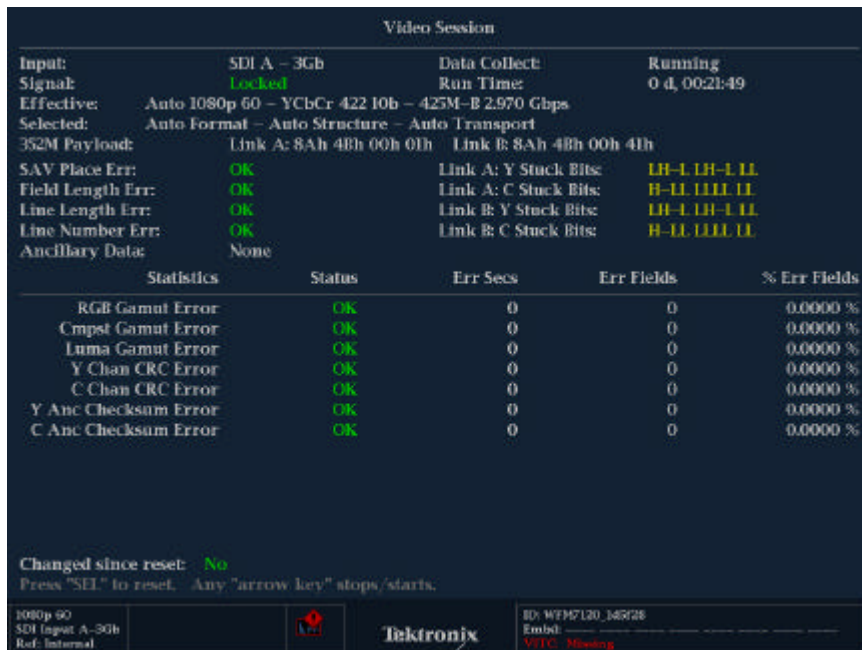 Video Session
Input: SDI A – 3Gb Data Collect: Running
Signal: Locked Run Time: 0 d, 00:21:49
Effective: Auto 1080p 60 – YCbCr 422 10b – 425M–B 2.970 Gbps
Selected: Auto Format – Auto Structure – Auto Transport
352M Payload: Link A: 8Ah 4Bh 00h 01h Link B: 8Ah 4Bh 00h 41h
SAV Place Err: OK Link A: Y Stuck Bits: LH–L LH–L LL
Field Length Err: OK Link A: C Stuck Bits: H–LL LLLL LL
Line Length Err: OK Link B: Y Stuck Bits: LH–L LH–L LL
Line Number Err: OK Link B: C Stuck Bits: H–LL LLLL LL
Ancillary Data: None
Statistics Status Err Secs Err Fields % Err Fields
RGB Gamut Error OK 0 0 0.0000 %
Cmpst Gamut Error OK 0 0 0.0000 %
Luma Gamut Error OK 0 0 0.0000 %
Y Chan CRC Error OK 0 0 0.0000 %
C Chan CRC Error OK 0 0 0.0000 %
Y Anc Checksum Error OK 0 0 0.0000 %
C Anc Checksum Error OK 0 0 0.0000 %
Changed since reset: No
Press "SEL" to reset. Any "arrow key" stops/starts.
1080p 60
SDI Input A–3Gb
Ref: Internal
Tektronix
ID: WFM7120_145f28
Embd: –– –– –– –– –– –– –– ––
VITC: Missing